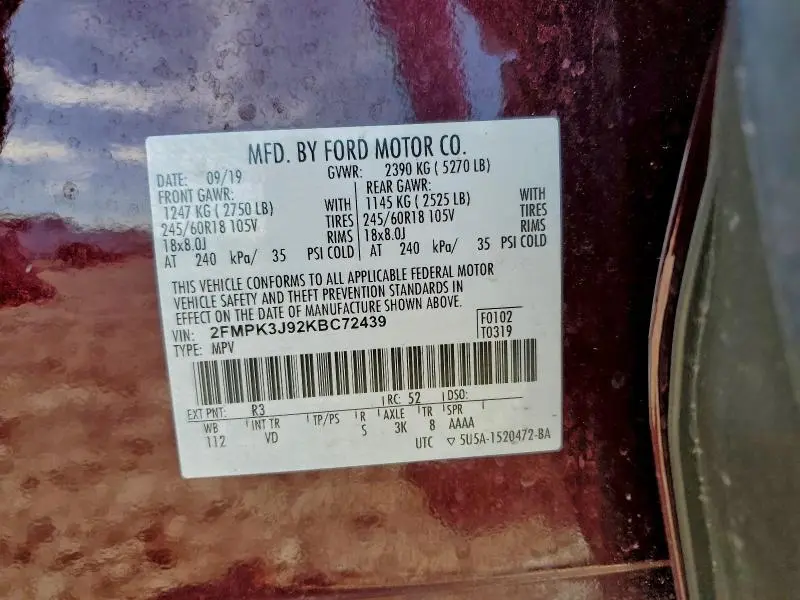 MFD. BY FORD MOTOR CO.
DATE: 09/19 GVWR: 2390 KG ( 5270 LB)
FRONT GAWR: REAR GAWR:
1247 KG ( 2750 LB) WITH 1145 KG ( 2525 LB) WITH
245/60R18 105V TIRES 245/60R18 105V TIRES
18x8.0J RIMS 18x8.0J RIMS
AT 240 kPa/ 35 PSI COLD AT 240 kPa/ 35 PSI COLD
THIS VEHICLE CONFORMS TO ALL APPLICABLE FEDERAL MOTOR
VEHICLE SAFETY AND THEFT PREVENTION STANDARDS IN
EFFECT ON THE DATE OF MANUFACTURE SHOWN ABOVE.
VIN: 2FMPK3J92KBC72439 F0102
TYPE: MPV T0319
EXT PNT: R3 RC: 52 DSO:
WB INT TR TP/PS R AXLE TR SPR
112 VD S 3K 8 AAAA
UTC ▽ 5U5A-1520472-BA